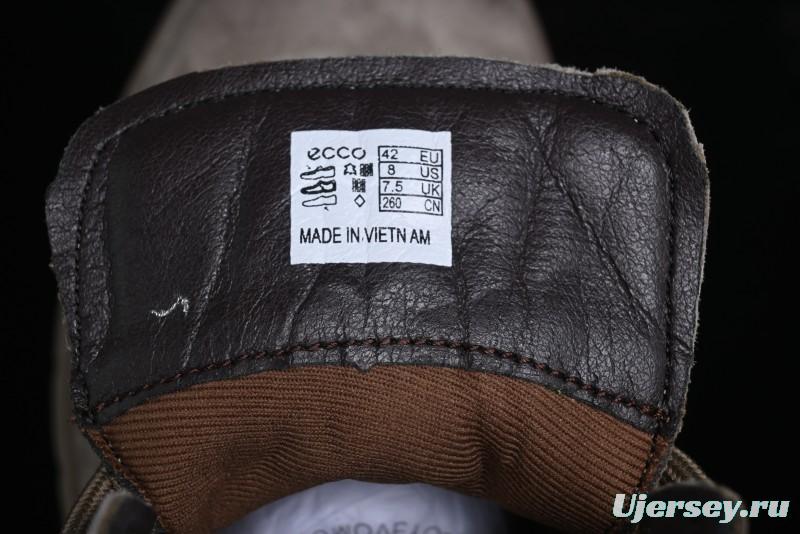 ecco
42 EU
8 US
7.5 UK
260 CN
MADE IN VIETN AM
Ujersey.ru